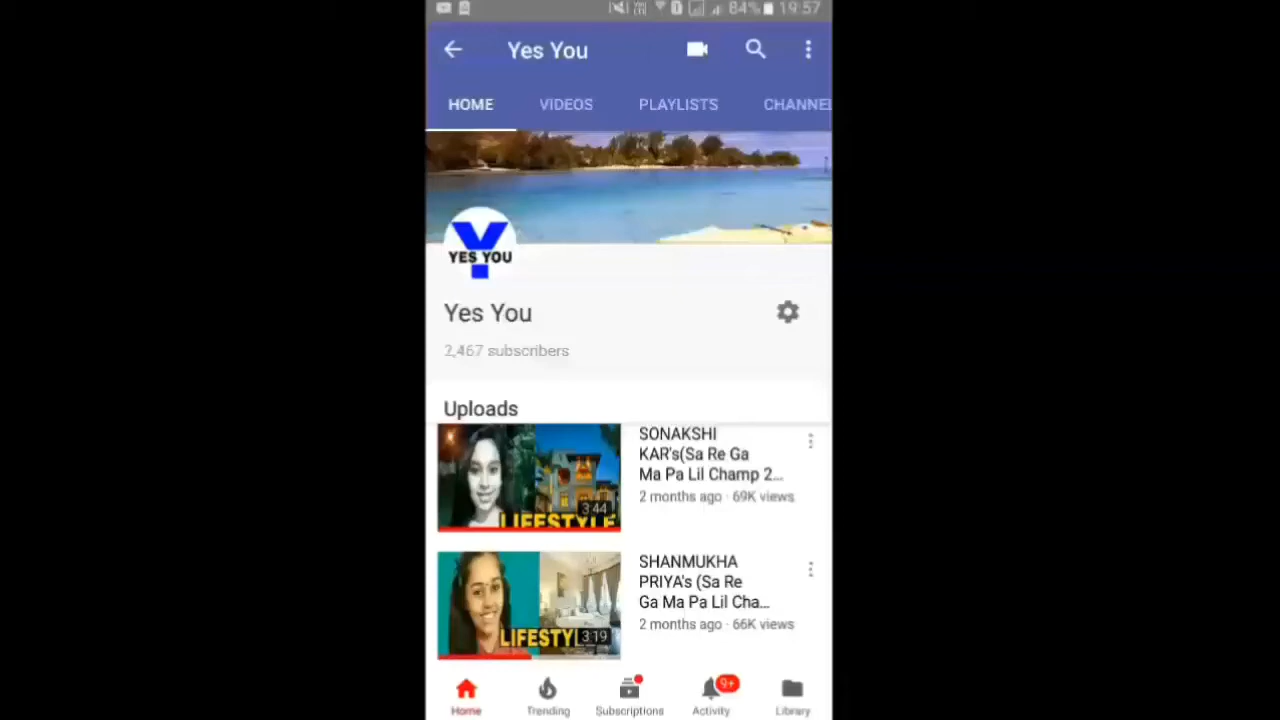 84% 19:57
Yes You
HOME VIDEOS PLAYLISTS CHANNEL
YES YOU
Yes You
2,467 subscribers
Uploads
SONAKSHI
KAR's(Sa Re Ga
Ma Pa Lil Champ 2...
2 months ago · 69K views
3:44
LIFESTYLE
SHANMUKHA
PRIYA's (Sa Re
Ga Ma Pa Lil Cha...
2 months ago · 66K views
LIFESTYL 3:19
9+
Home Trending Subscriptions Activity Library